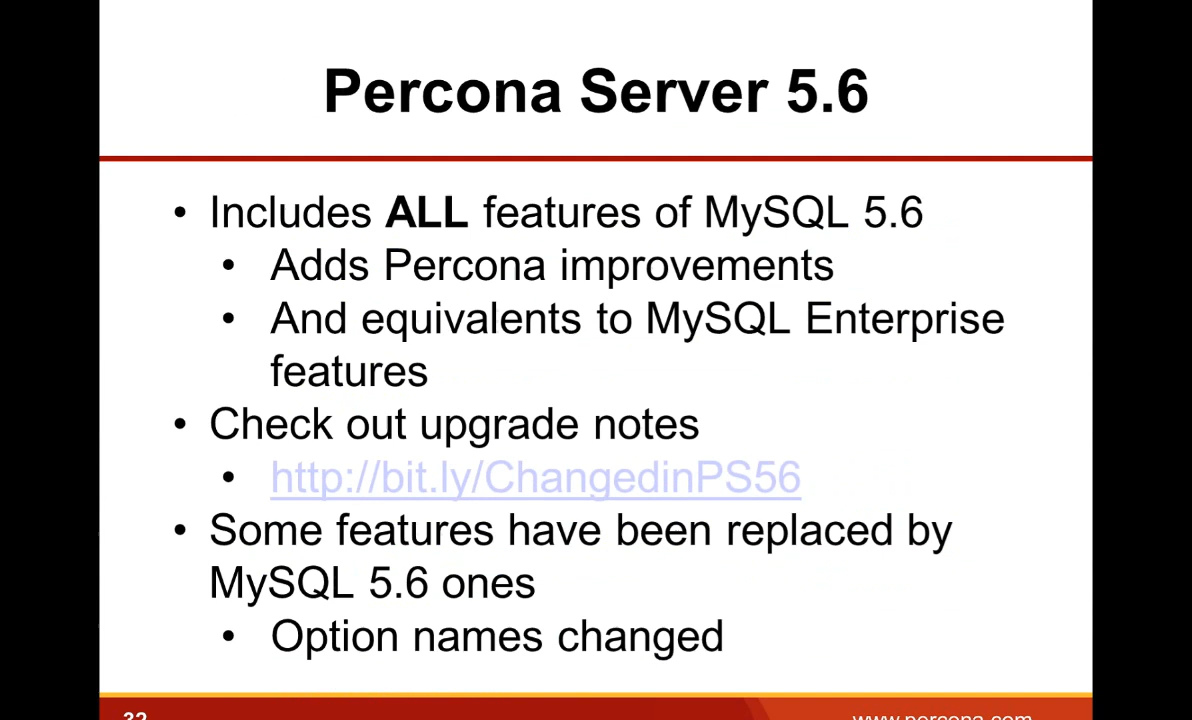 Percona Server 5.6
• Includes ALL features of MySQL 5.6
• Adds Percona improvements
• And equivalents to MySQL Enterprise
features
• Check out upgrade notes
• http://bit.ly/ChangedinPS56
• Some features have been replaced by
MySQL 5.6 ones
• Option names changed
32
www.percona.com